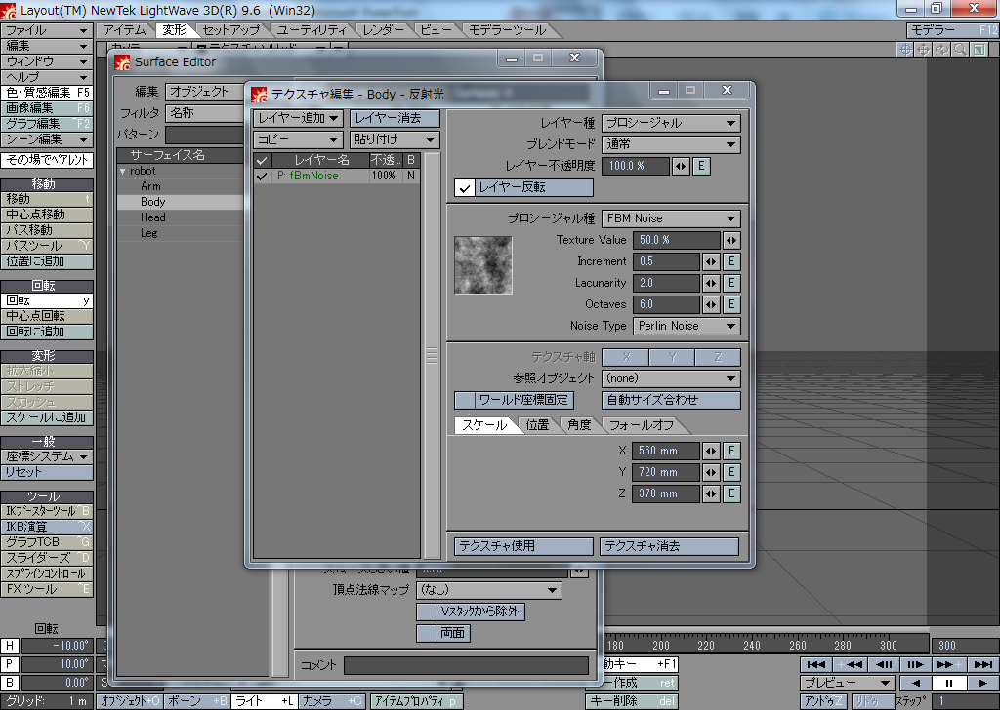 Layout(TM) NewTek LightWave 3D(R) 9.6 (Win32)
ファイル
アイテム 変形 セットアップ ユーティリティ レンダー ビュー モデラーツール
モデラー F12
編集
ウィンドウ
ヘルプ
色・質感編集 F5
画像編集 F6
グラフ編集 ^F2
シーン編集
その場でペアレント
移動
移動 t
中心点移動
パス移動
パスツール ^Y
位置に追加
回転
回転 y
中心点回転
回転に追加
変形
拡大縮小
ストレッチ
スカッシュ
スケールに追加
一般
座標システム
リセット
ツール
IKブースターツール ^B
IKB演算 ^X
グラフTCB ^G
スライダーズ ^D
スプラインコントロール
FXツール ^E
回転
H -10.00°
P 10.00°
B 0.00°
グリッド: 1 m
Surface Editor
編集 オブジェクト
フィルタ 名称
パターン
サーフェイス名
robot
Arm
Body
Head
Leg
テクスチャ編集 - Body - 反射光
レイヤー追加 レイヤー消去
コピー 貼り付け
レイヤー名 不透... B
P: fBmNoise 100% N
レイヤー種 プロシージャル
ブレンドモード 通常
レイヤー不透明度 100.0 % E
レイヤー反転
プロシージャル種 FBM Noise
Texture Value 50.0 %
Increment 0.5 E
Lacunarity 2.0 E
Octaves 6.0 E
Noise Type Perlin Noise
テクスチャ軸 X Y Z
参照オブジェクト (none)
ワールド座標固定 自動サイズ合わせ
スケール 位置 角度 フォールオフ
X 560 mm E
Y 720 mm E
Z 370 mm E
テクスチャ使用 テクスチャ消去
頂点法線マップ (なし)
Vスタックから除外
両面
コメント
180 200 220 240 260 280 300 300
動キー +F1
作成 ret
キー削除 del
プレビュー
アンドゥZ リドゥ ステップ
オブジェクト+O ボーン +B ライト +L カメラ +C アイテムプロパティ p